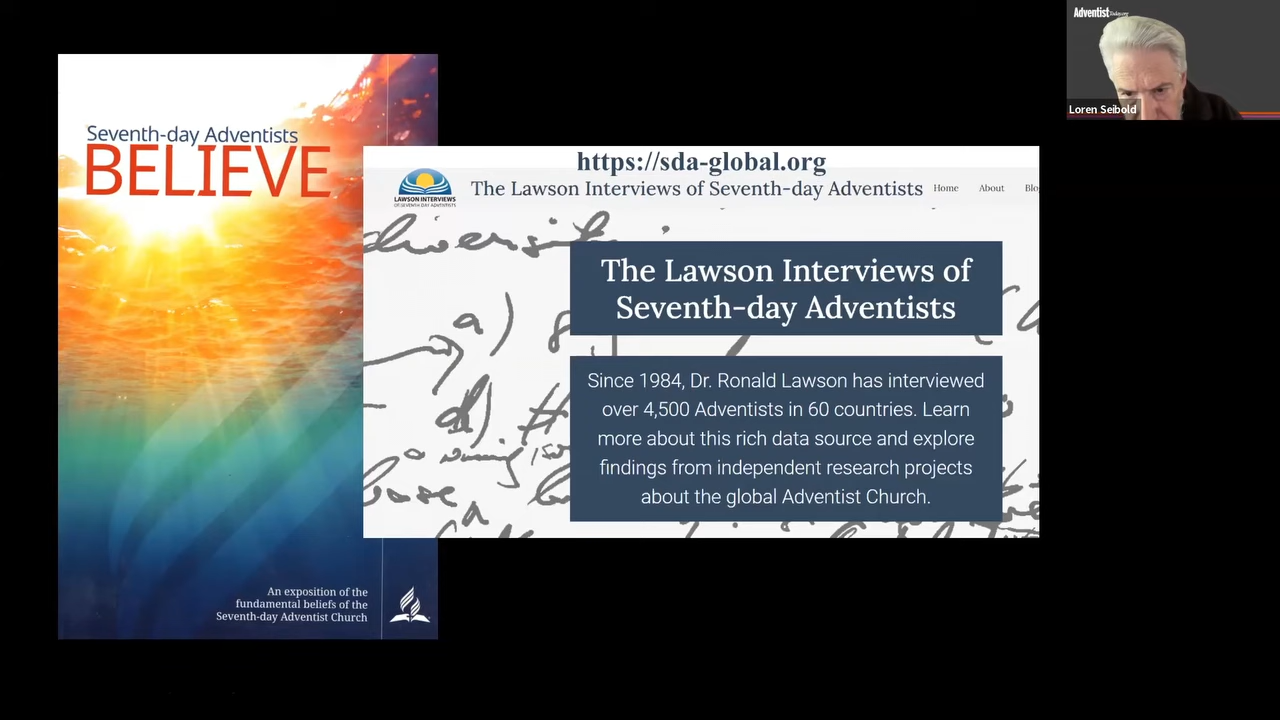 Seventh-day Adventists
BELIEVE
An exposition of the
fundamental beliefs of the
Seventh-day Adventist Church
https://sda-global.org
LAWSON INTERVIEWS
OF SEVENTH-DAY ADVENTISTS
The Lawson Interviews of Seventh-day Adventists
Home About Blog
diversity
a)
The Lawson Interviews of
Seventh-day Adventists
Since 1984, Dr. Ronald Lawson has interviewed
over 4,500 Adventists in 60 countries. Learn
more about this rich data source and explore
findings from independent research projects
about the global Adventist Church.
AdventistToday.org
Loren Seibold